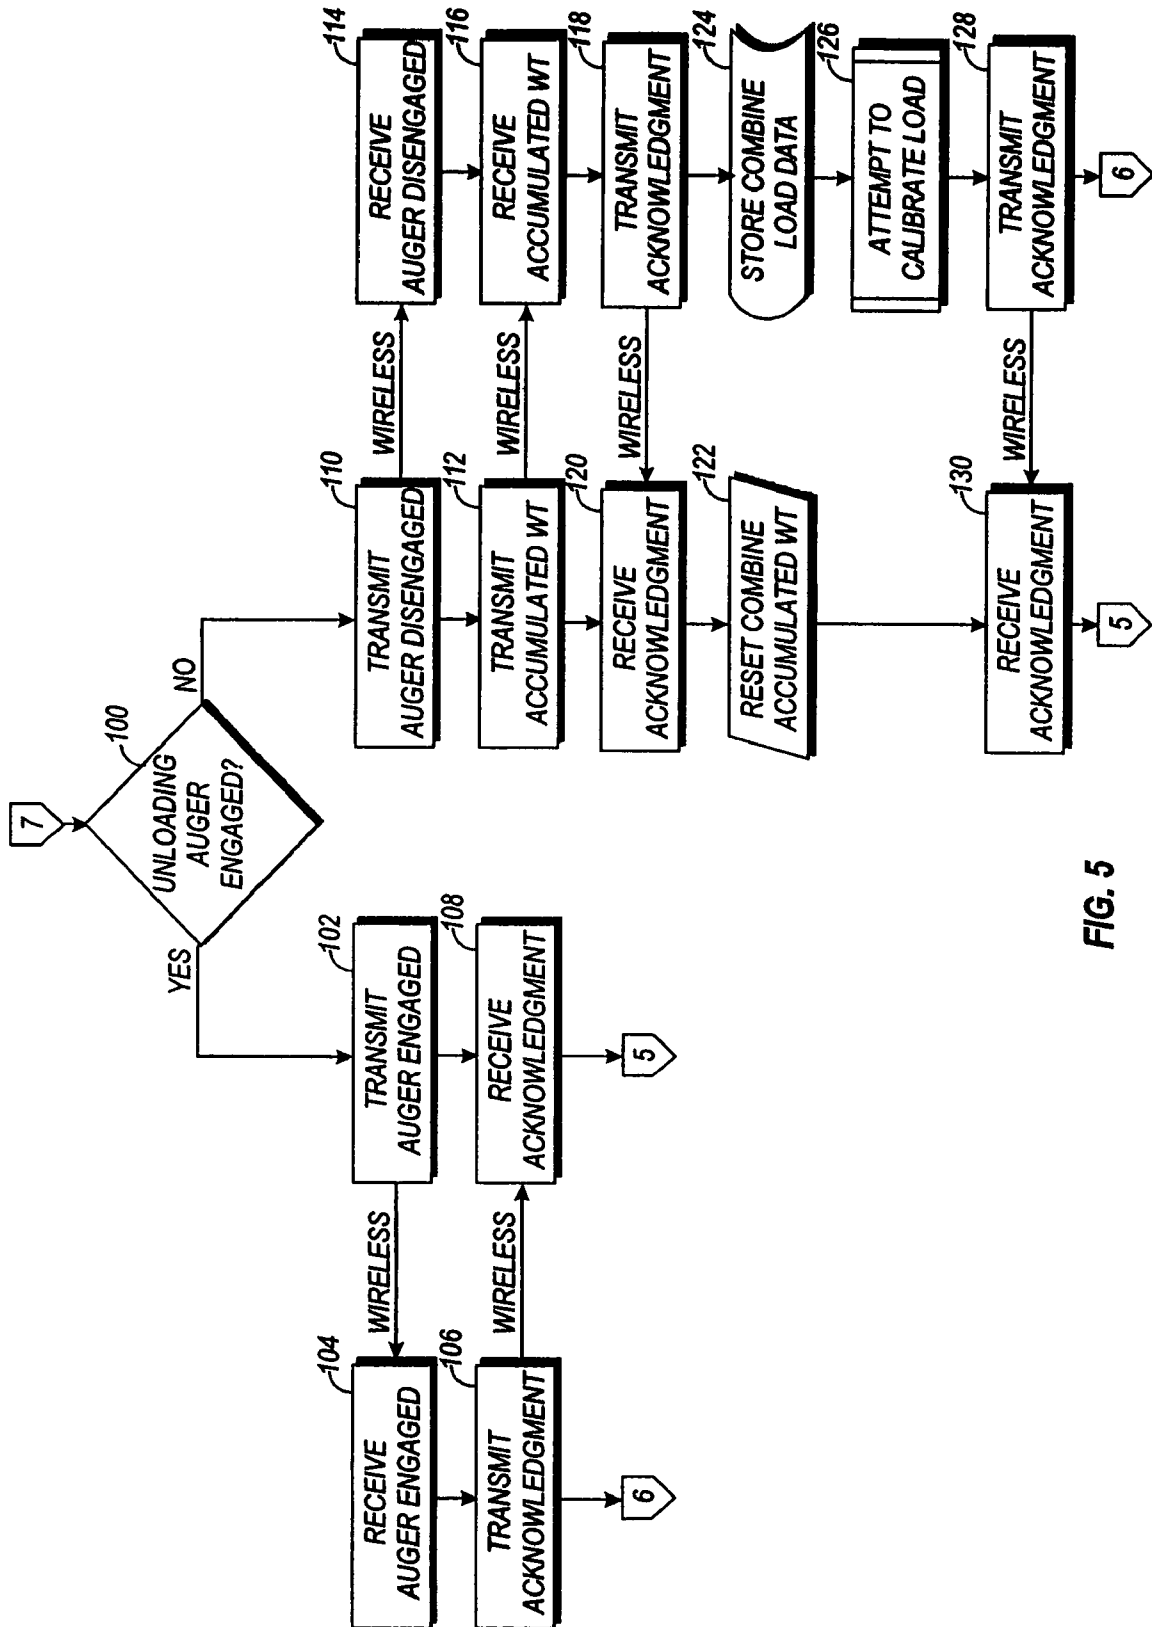 7
100
UNLOADING
AUGER
ENGAGED?
YES
NO
102
TRANSMIT
AUGER ENGAGED
WIRELESS
104
RECEIVE
AUGER ENGAGED
106
TRANSMIT
ACKNOWLEDGMENT
WIRELESS
108
RECEIVE
ACKNOWLEDGMENT
6
5
110
TRANSMIT
AUGER DISENGAGED
WIRELESS
114
RECEIVE
AUGER DISENGAGED
112
TRANSMIT
ACCUMULATED WT
WIRELESS
116
RECEIVE
ACCUMULATED WT
120
RECEIVE
ACKNOWLEDGMENT
WIRELESS
118
TRANSMIT
ACKNOWLEDGMENT
122
RESET COMBINE
ACCUMULATED WT
124
STORE COMBINE
LOAD DATA
126
ATTEMPT TO
CALIBRATE LOAD
130
RECEIVE
ACKNOWLEDGMENT
WIRELESS
128
TRANSMIT
ACKNOWLEDGMENT
5
6
FIG. 5